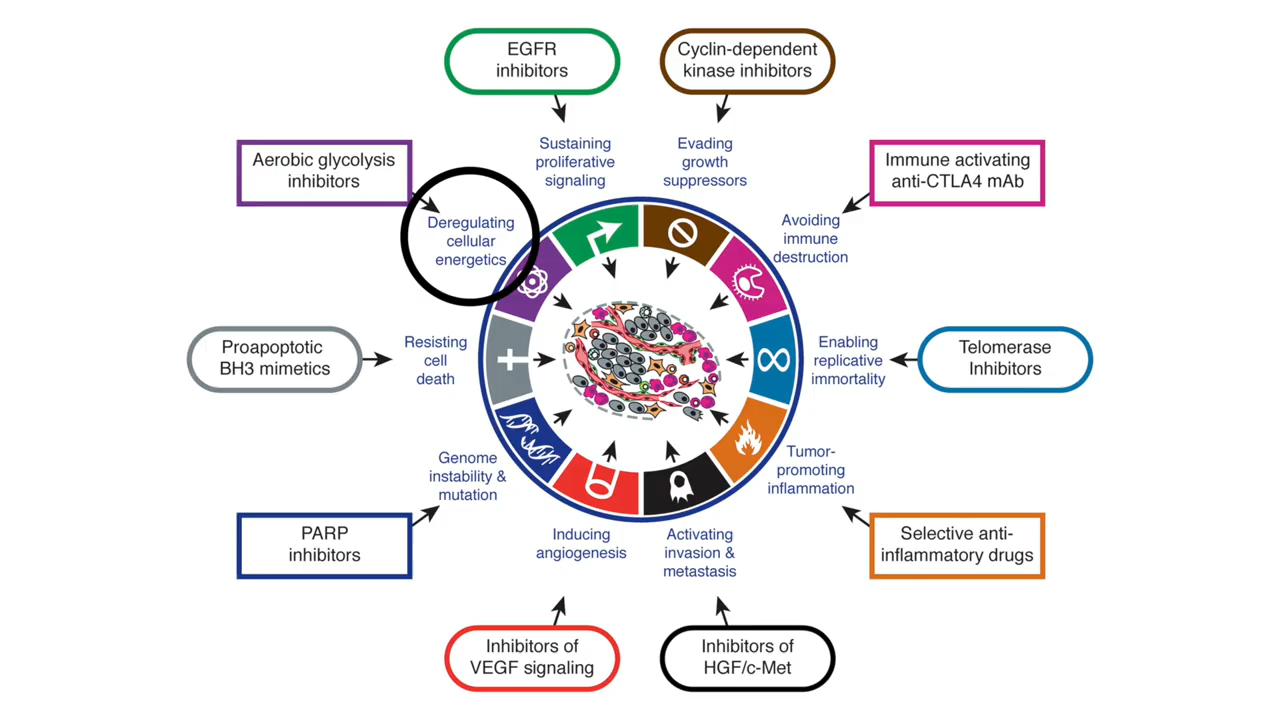 EGFR
inhibitors
Cyclin-dependent
kinase inhibitors
Sustaining
proliferative
signaling
Evading
growth
suppressors
Aerobic glycolysis
inhibitors
Immune activating
anti-CTLA4 mAb
Deregulating
cellular
energetics
Avoiding
immune
destruction
Proapoptotic
BH3 mimetics
Resisting
cell
death
Enabling
replicative
immortality
Telomerase
Inhibitors
Genome
instability &
mutation
Tumor-
promoting
inflammation
PARP
inhibitors
Inducing
angiogenesis
Activating
invasion &
metastasis
Selective anti-
inflammatory drugs
Inhibitors of
VEGF signaling
Inhibitors of
HGF/c-Met